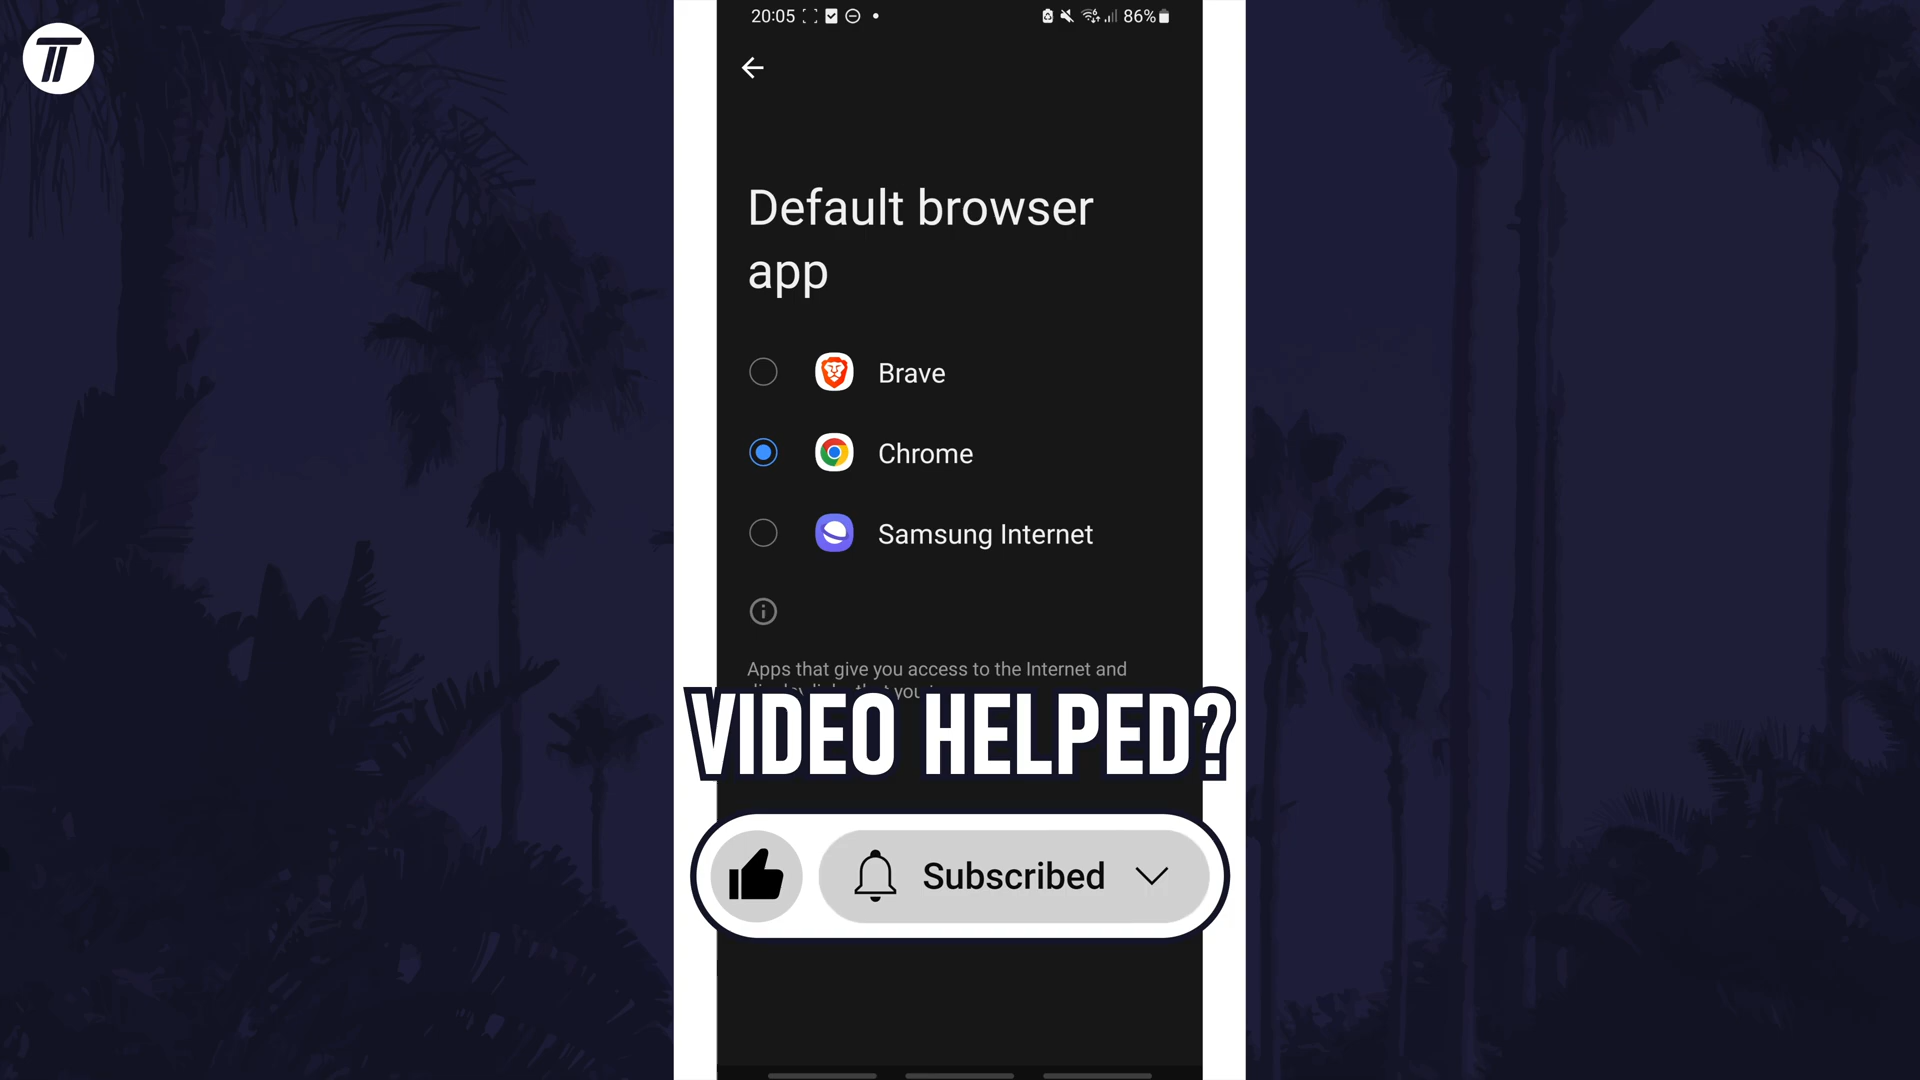 20:05
86%
Default browser
app
Brave
Chrome
Samsung Internet
Apps that give you access to the Internet and
VIDEO HELPED?
Subscribed